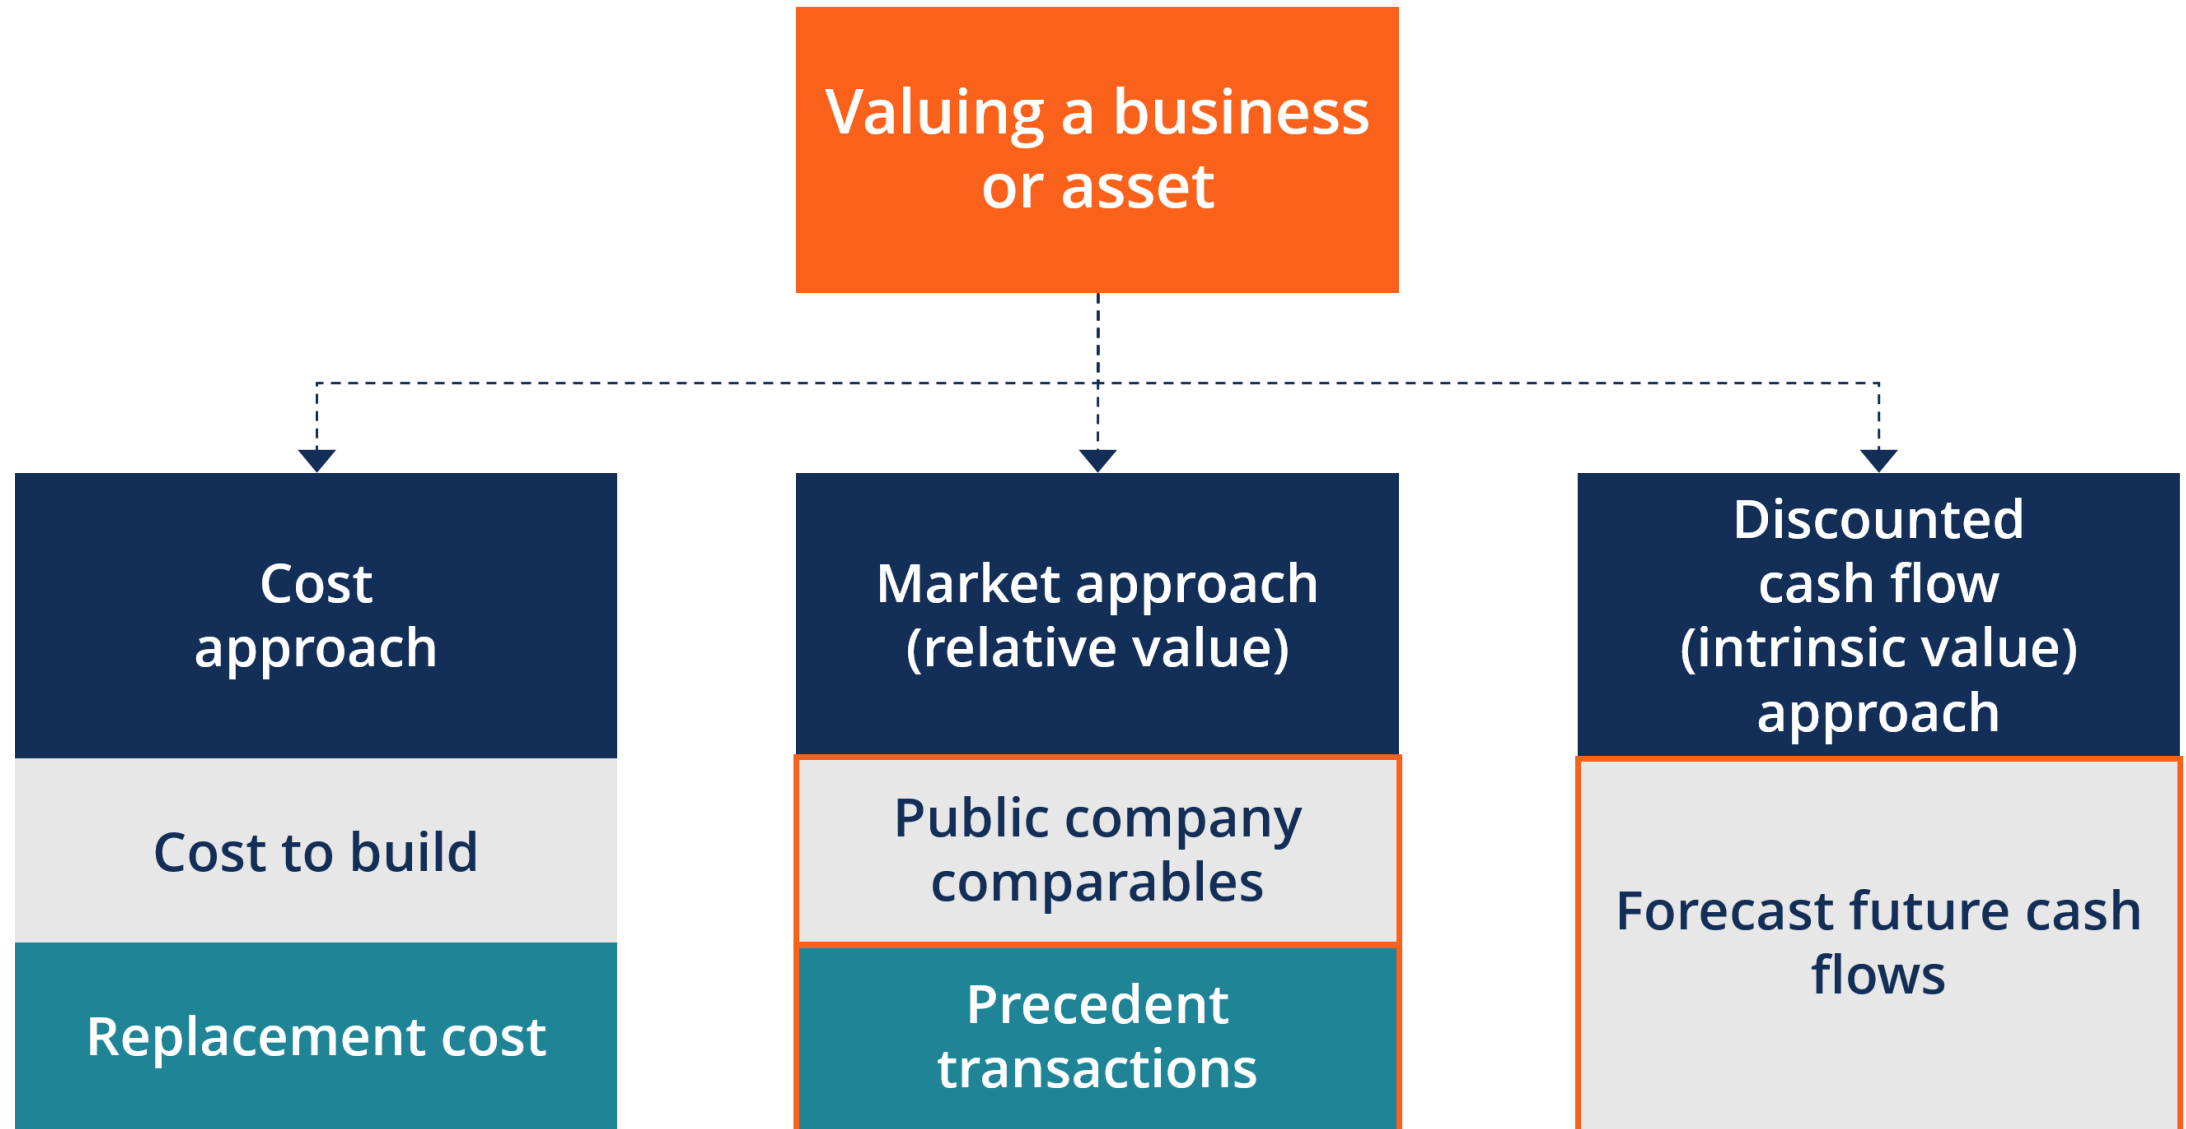 Valuing a business
or asset
Cost
approach
Cost to build
Replacement cost
Market approach
(relative value)
Public company
comparables
Precedent
transactions
Discounted
cash flow
(intrinsic value)
approach
Forecast future cash
flows